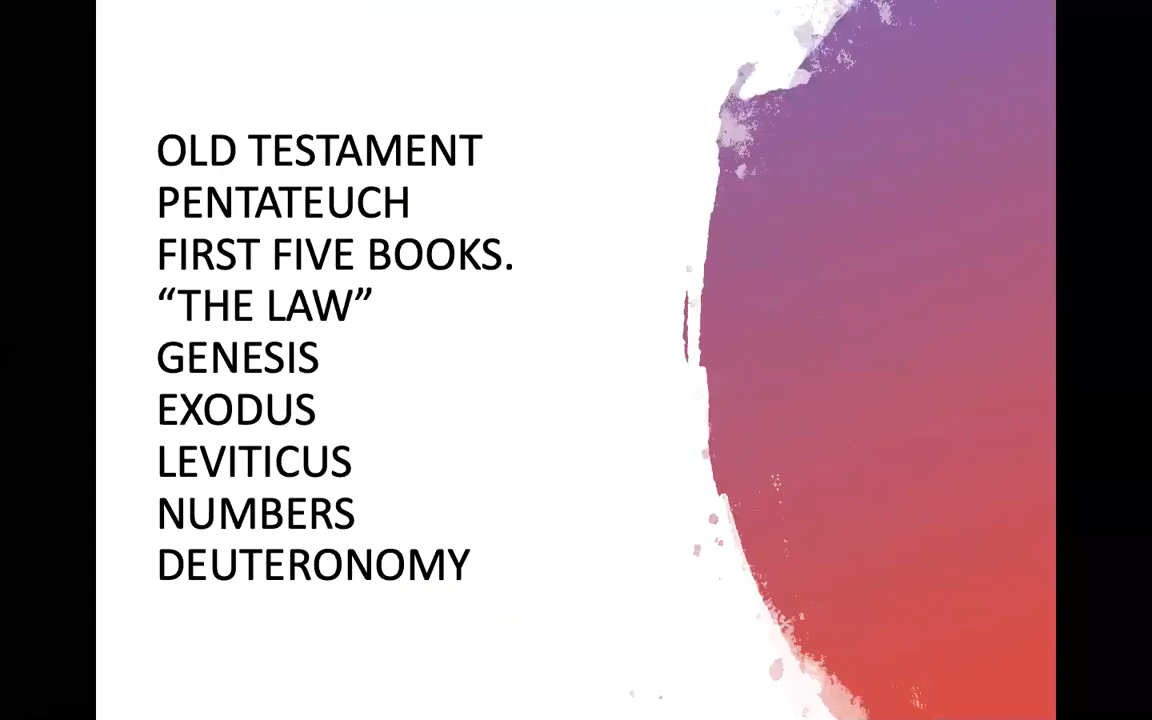 OLD TESTAMENT
PENTATEUCH
FIRST FIVE BOOKS.
“THE LAW”
GENESIS
EXODUS
LEVITICUS
NUMBERS
DEUTERONOMY